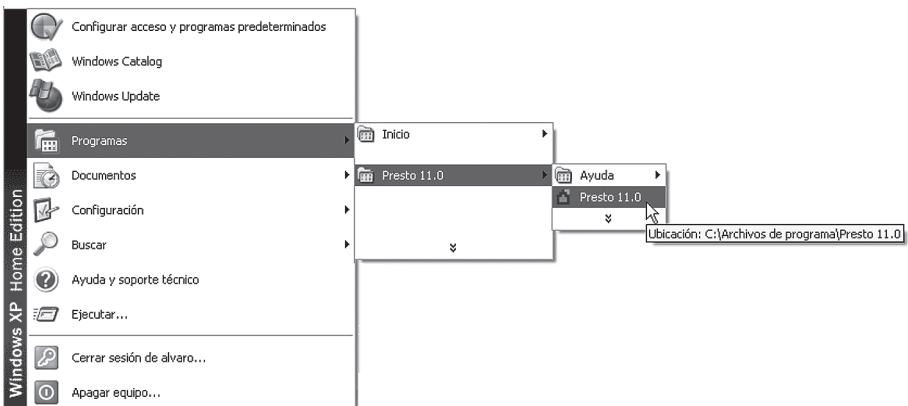 Configurar acceso y programas predeterminados
Windows Catalog
Windows Update
Programas
Documentos
Configuración
Buscar
Ayuda y soporte técnico
Ejecutar...
Cerrar sesión de alvaro...
Apagar equipo...
Windows XP Home Edition
Inicio
Presto 11.0
Ayuda
Presto 11.0
Ubicación: C:\Archivos de programa\Presto 11.0